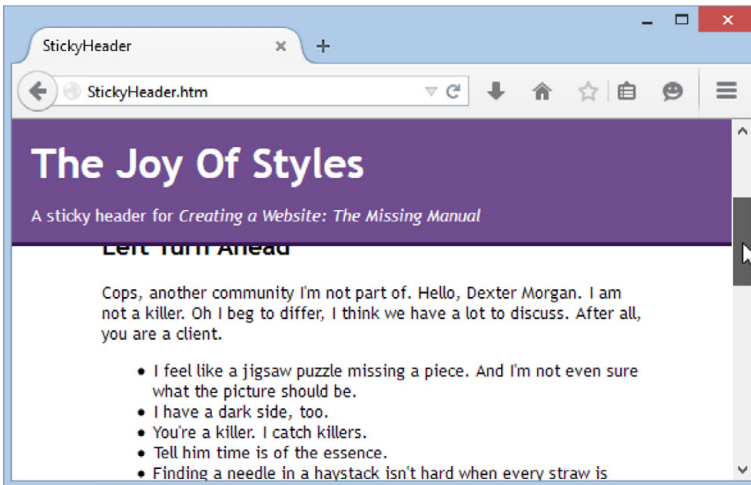 StickyHeader
StickyHeader.htm
The Joy Of Styles
A sticky header for Creating a Website: The Missing Manual
Left Turn Ahead
Cops, another community I'm not part of. Hello, Dexter Morgan. I am
not a killer. Oh I beg to differ, I think we have a lot to discuss. After all,
you are a client.
I feel like a jigsaw puzzle missing a piece. And I'm not even sure
what the picture should be.
I have a dark side, too.
You're a killer. I catch killers.
Tell him time is of the essence.
Finding a needle in a haystack isn't hard when every straw is